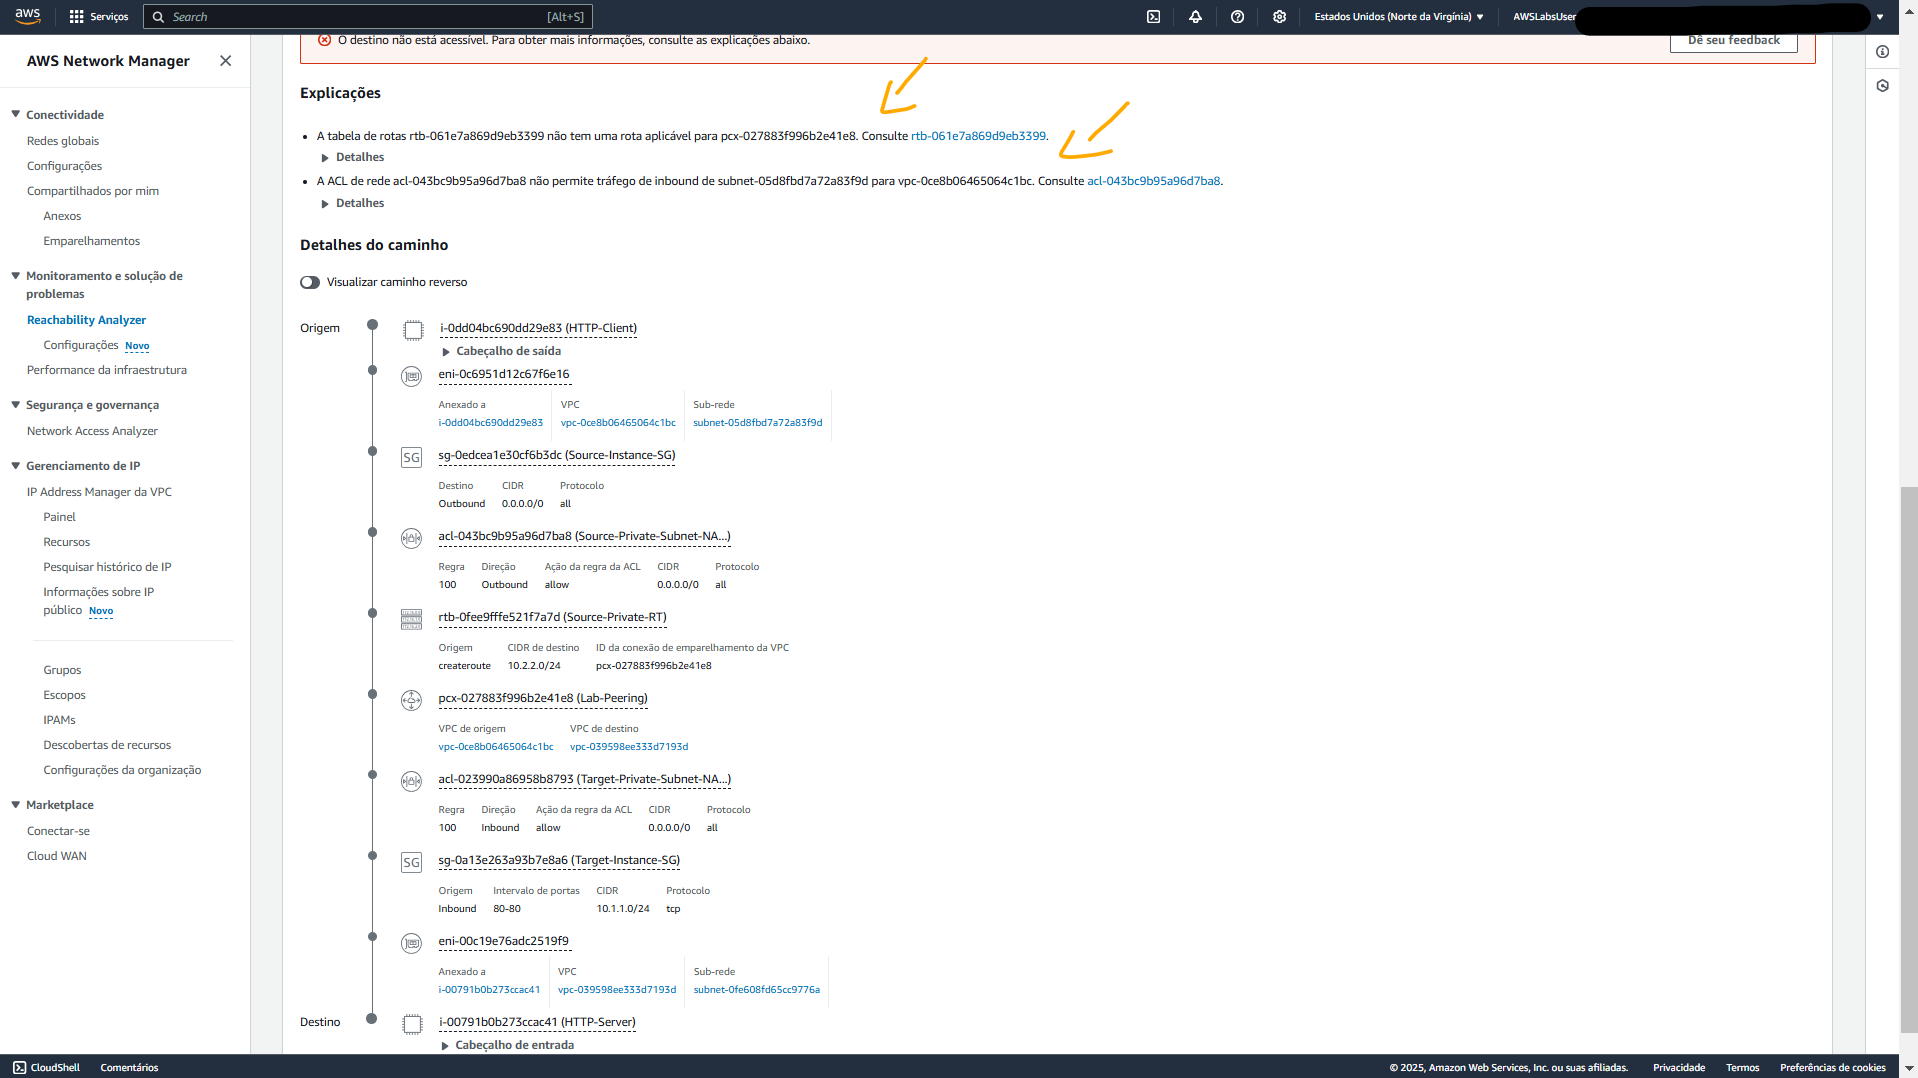 aws
Serviços
Search
[Alt+S]
Estados Unidos (Norte da Virgínia)
AWSLabsUser
AWS Network Manager
Conectividade
Redes globais
Configurações
Compartilhados por mim
Anexos
Emparelhamentos
Monitoramento e solução de
problemas
Reachability Analyzer
Configurações Novo
Performance da infraestrutura
Segurança e governança
Network Access Analyzer
Gerenciamento de IP
IP Address Manager da VPC
Painel
Recursos
Pesquisar histórico de IP
Informações sobre IP
público Novo
Grupos
Escopos
IPAMs
Descobertas de recursos
Configurações da organização
Marketplace
Conectar-se
Cloud WAN
O destino não está acessível. Para obter mais informações, consulte as explicações abaixo.
Dê seu feedback
Explicações
A tabela de rotas rtb-061e7a869d9eb3399 não tem uma rota aplicável para pcx-027883f996b2e41e8. Consulte rtb-061e7a869d9eb3399.
Detalhes
A ACL de rede acl-043bc9b95a96d7ba8 não permite tráfego de inbound de subnet-05d8fbd7a72a83f9d para vpc-0ce8b06465064c1bc. Consulte acl-043bc9b95a96d7ba8.
Detalhes
Detalhes do caminho
Visualizar caminho reverso
Origem
i-0dd04bc690dd29e83 (HTTP-Client)
Cabeçalho de saída
eni-0c6951d12c67f6e16
Anexado a VPC Sub-rede
i-0dd04bc690dd29e83 vpc-0ce8b06465064c1bc subnet-05d8fbd7a72a83f9d
SG sg-0edcea1e30cf6b3dc (Source-Instance-SG)
Destino CIDR Protocolo
Outbound 0.0.0.0/0 all
acl-043bc9b95a96d7ba8 (Source-Private-Subnet-NA...)
Regra Direção Ação da regra da ACL CIDR Protocolo
100 Outbound allow 0.0.0.0/0 all
rtb-0fee9fffe521f7a7d (Source-Private-RT)
Origem CIDR de destino ID da conexão de emparelhamento da VPC
createroute 10.2.2.0/24 pcx-027883f996b2e41e8
pcx-027883f996b2e41e8 (Lab-Peering)
VPC de origem VPC de destino
vpc-0ce8b06465064c1bc vpc-039598ee333d7193d
acl-023990a86958b8793 (Target-Private-Subnet-NA...)
Regra Direção Ação da regra da ACL CIDR Protocolo
100 Inbound allow 0.0.0.0/0 all
SG sg-0a13e263a93b7e8a6 (Target-Instance-SG)
Origem Intervalo de portas CIDR Protocolo
Inbound 80-80 10.1.1.0/24 tcp
eni-00c19e76adc2519f9
Anexado a VPC Sub-rede
i-00791b0b273ccac41 vpc-039598ee333d7193d subnet-0fe608fd65cc9776a
Destino
i-00791b0b273ccac41 (HTTP-Server)
Cabeçalho de entrada
CloudShell
Comentários
© 2025, Amazon Web Services, Inc. ou suas afiliadas.
Privacidade
Termos
Preferências de cookies